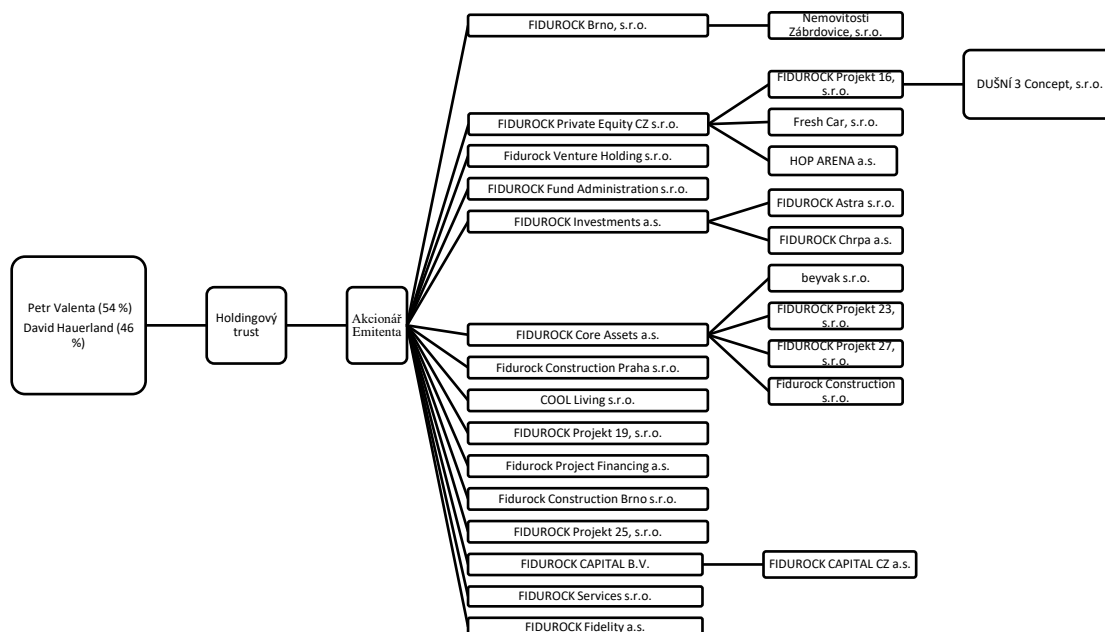 FIDUROCK Brno, s.r.o.
Nemovitosti
Zábrdovice, s.r.o.
FIDUROCK Projekt 16,
s.r.o.
DUŠNÍ 3 Concept, s.r.o.
FIDUROCK Private Equity CZ s.r.o.
Fresh Car, s.r.o.
Fidurock Venture Holding s.r.o.
HOP ARENA a.s.
FIDUROCK Fund Administration s.r.o.
FIDUROCK Astra s.r.o.
FIDUROCK Investments a.s.
FIDUROCK Chrpa a.s.
beyvak s.r.o.
Petr Valenta (54 %)
David Hauerland (46
%)
Holdingový
trust
Akcionář
Emitenta
FIDUROCK Projekt 23,
s.r.o.
FIDUROCK Core Assets a.s.
FIDUROCK Projekt 27,
s.r.o.
Fidurock Construction Praha s.r.o.
Fidurock Construction
s.r.o.
COOL Living s.r.o.
FIDUROCK Projekt 19, s.r.o.
Fidurock Project Financing a.s.
Fidurock Construction Brno s.r.o.
FIDUROCK Projekt 25, s.r.o.
FIDUROCK CAPITAL B.V.
FIDUROCK CAPITAL CZ a.s.
FIDUROCK Services s.r.o.
FIDUROCK Fidelity a.s.